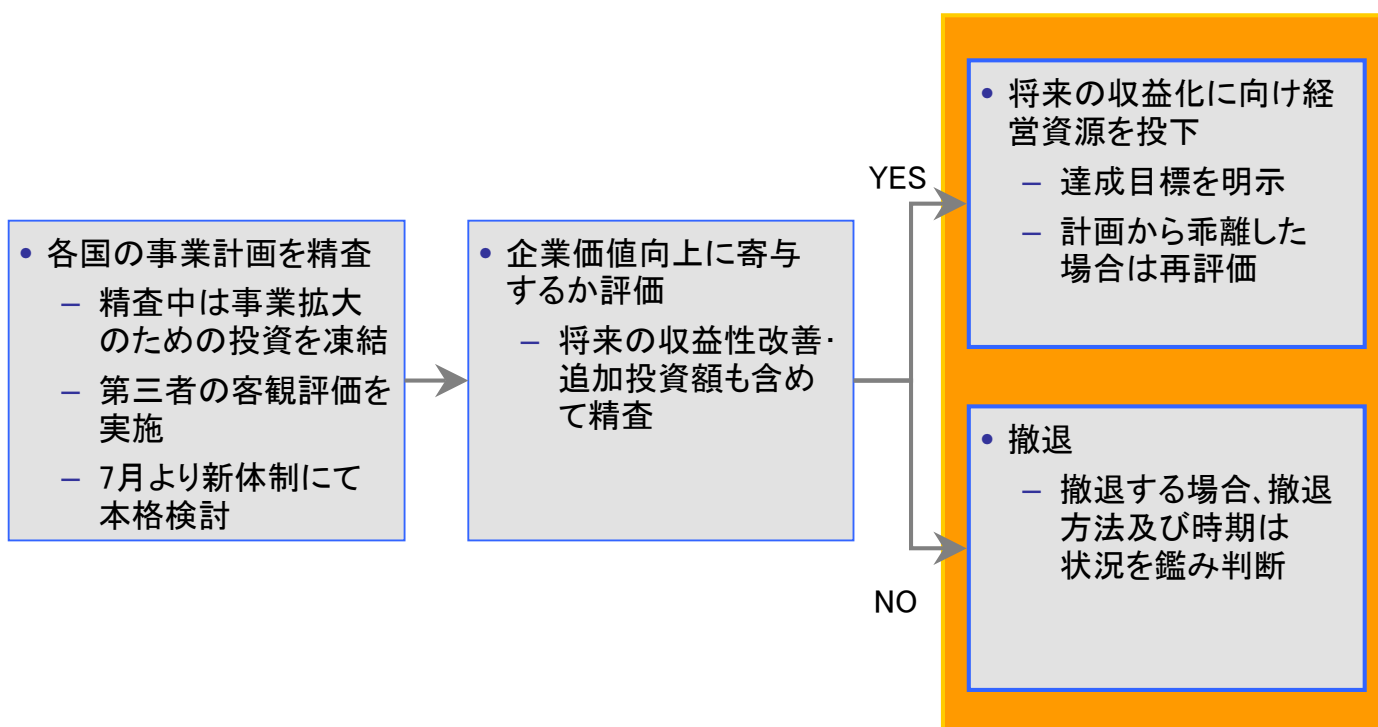 • 各国の事業計画を精査
– 精査中は事業拡大
のための投資を凍結
– 第三者の客観評価を
実施
– 7月より新体制にて
本格検討
• 企業価値向上に寄与
するか評価
– 将来の収益性改善・
追加投資額も含め
て精査
YES
• 将来の収益化に向け経
営資源を投下
– 達成目標を明示
– 計画から乖離した
場合は再評価
NO
• 撤退
– 撤退する場合、撤退
方法及び時期は
状況を鑑み判断